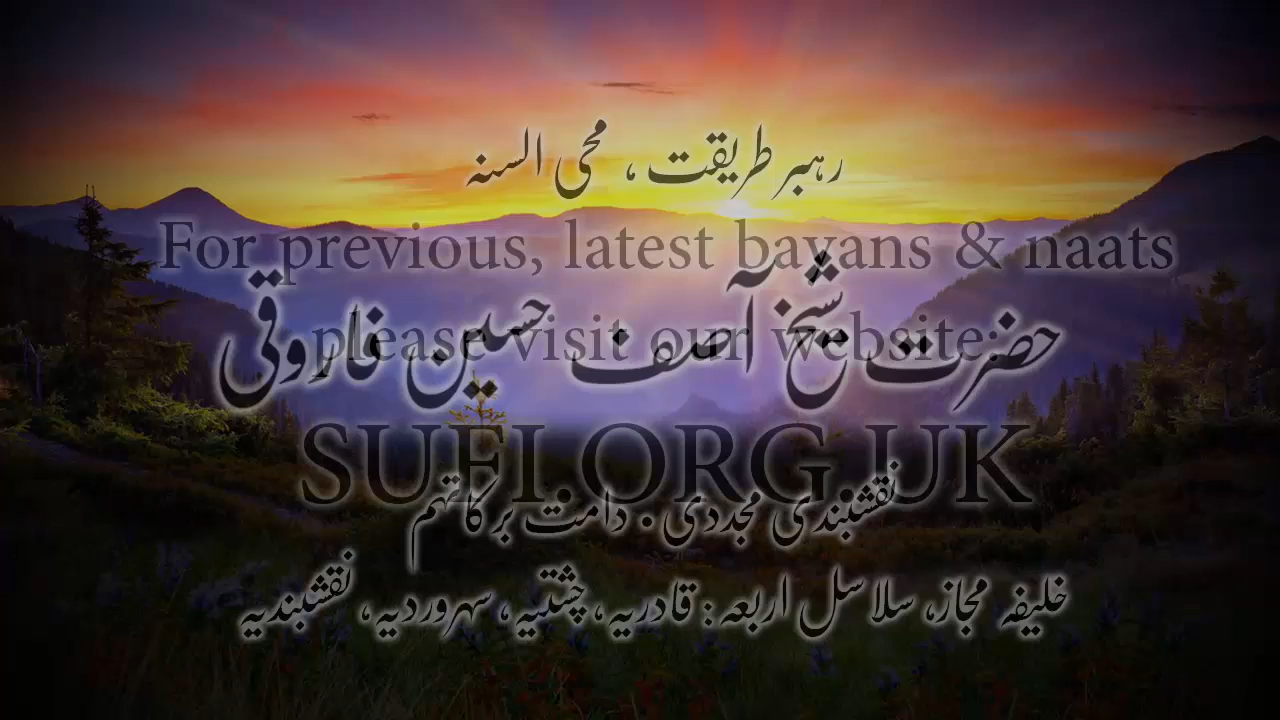 رہبر طریقت، محی السنہ
For previous, latest bayans & naats
حضرت شیخ آصف حسین فاروقی
please visit our website:
SUFI.ORG.UK
نقشبندی مجددی . دامت برکاتہم
خلیفہ مجاز، سلاسل اربعہ: قادریہ، چشتیہ، سہروردیہ، نقشبندیہ